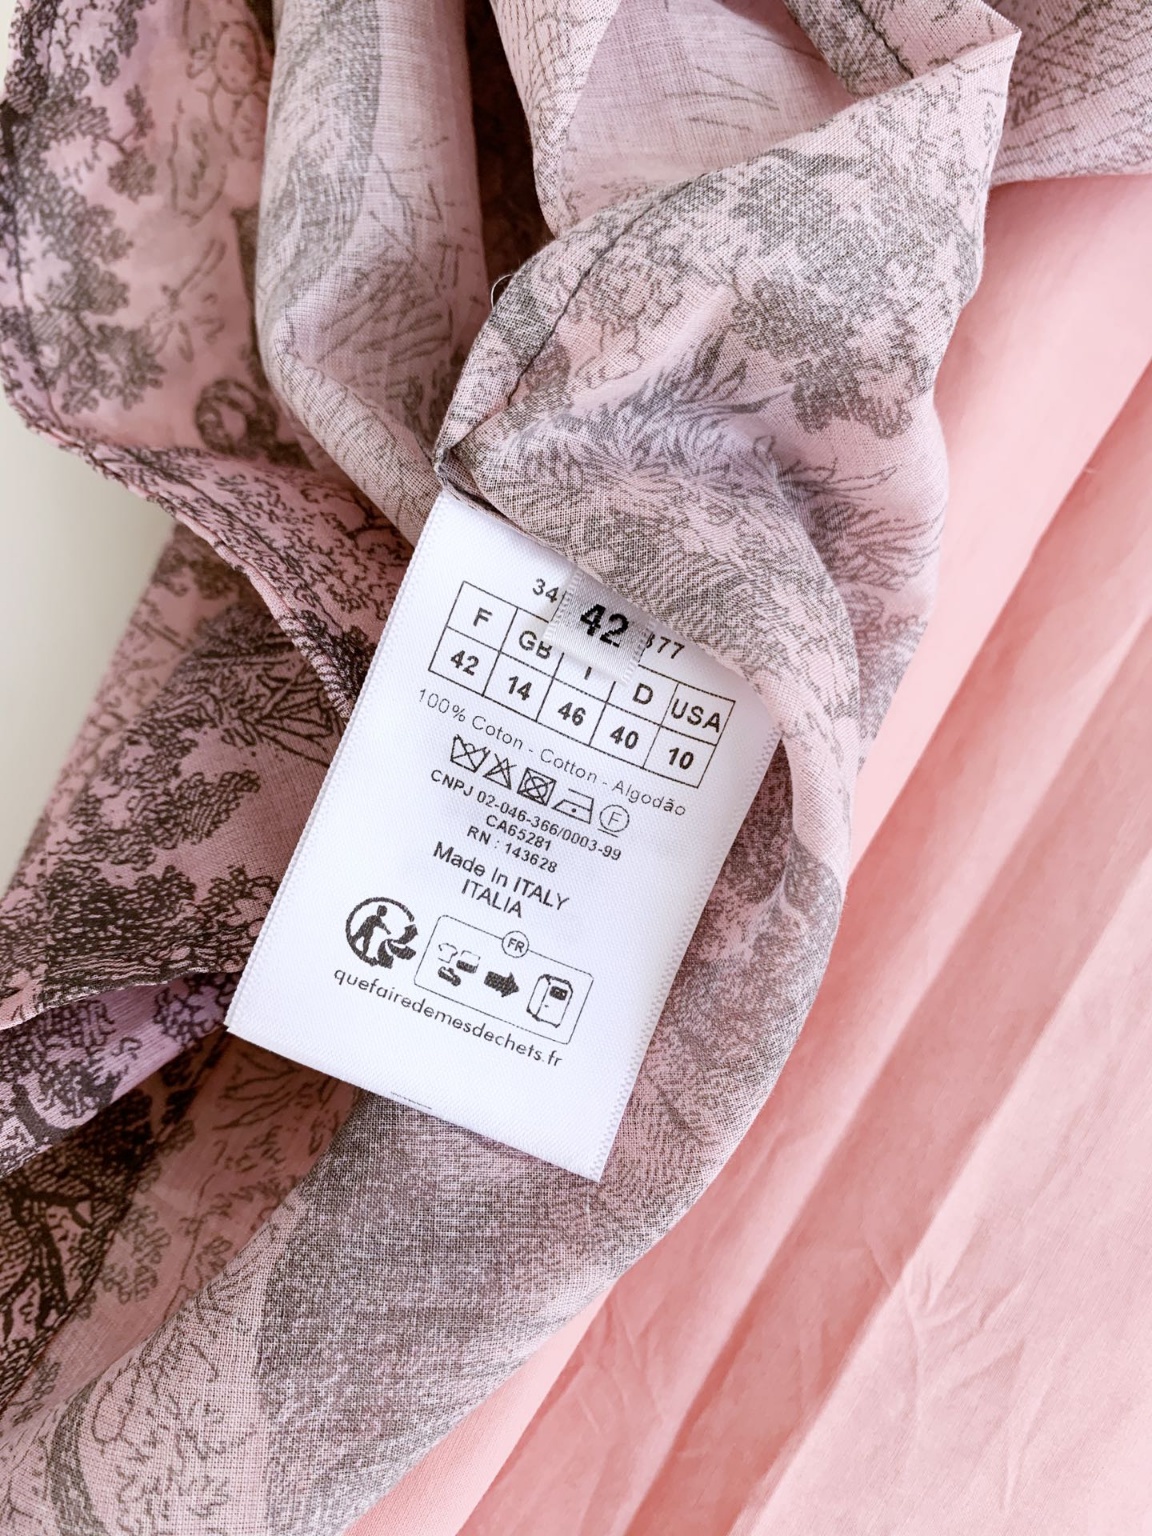 42
F GB I D USA
42 14 46 40 10
100% Coton - Cotton - Algodão
F
CNPJ 02-046-366/0003-99
CA65281
RN : 143628
Made In ITALY
ITALIA
FR
quefairedemesdechets.fr